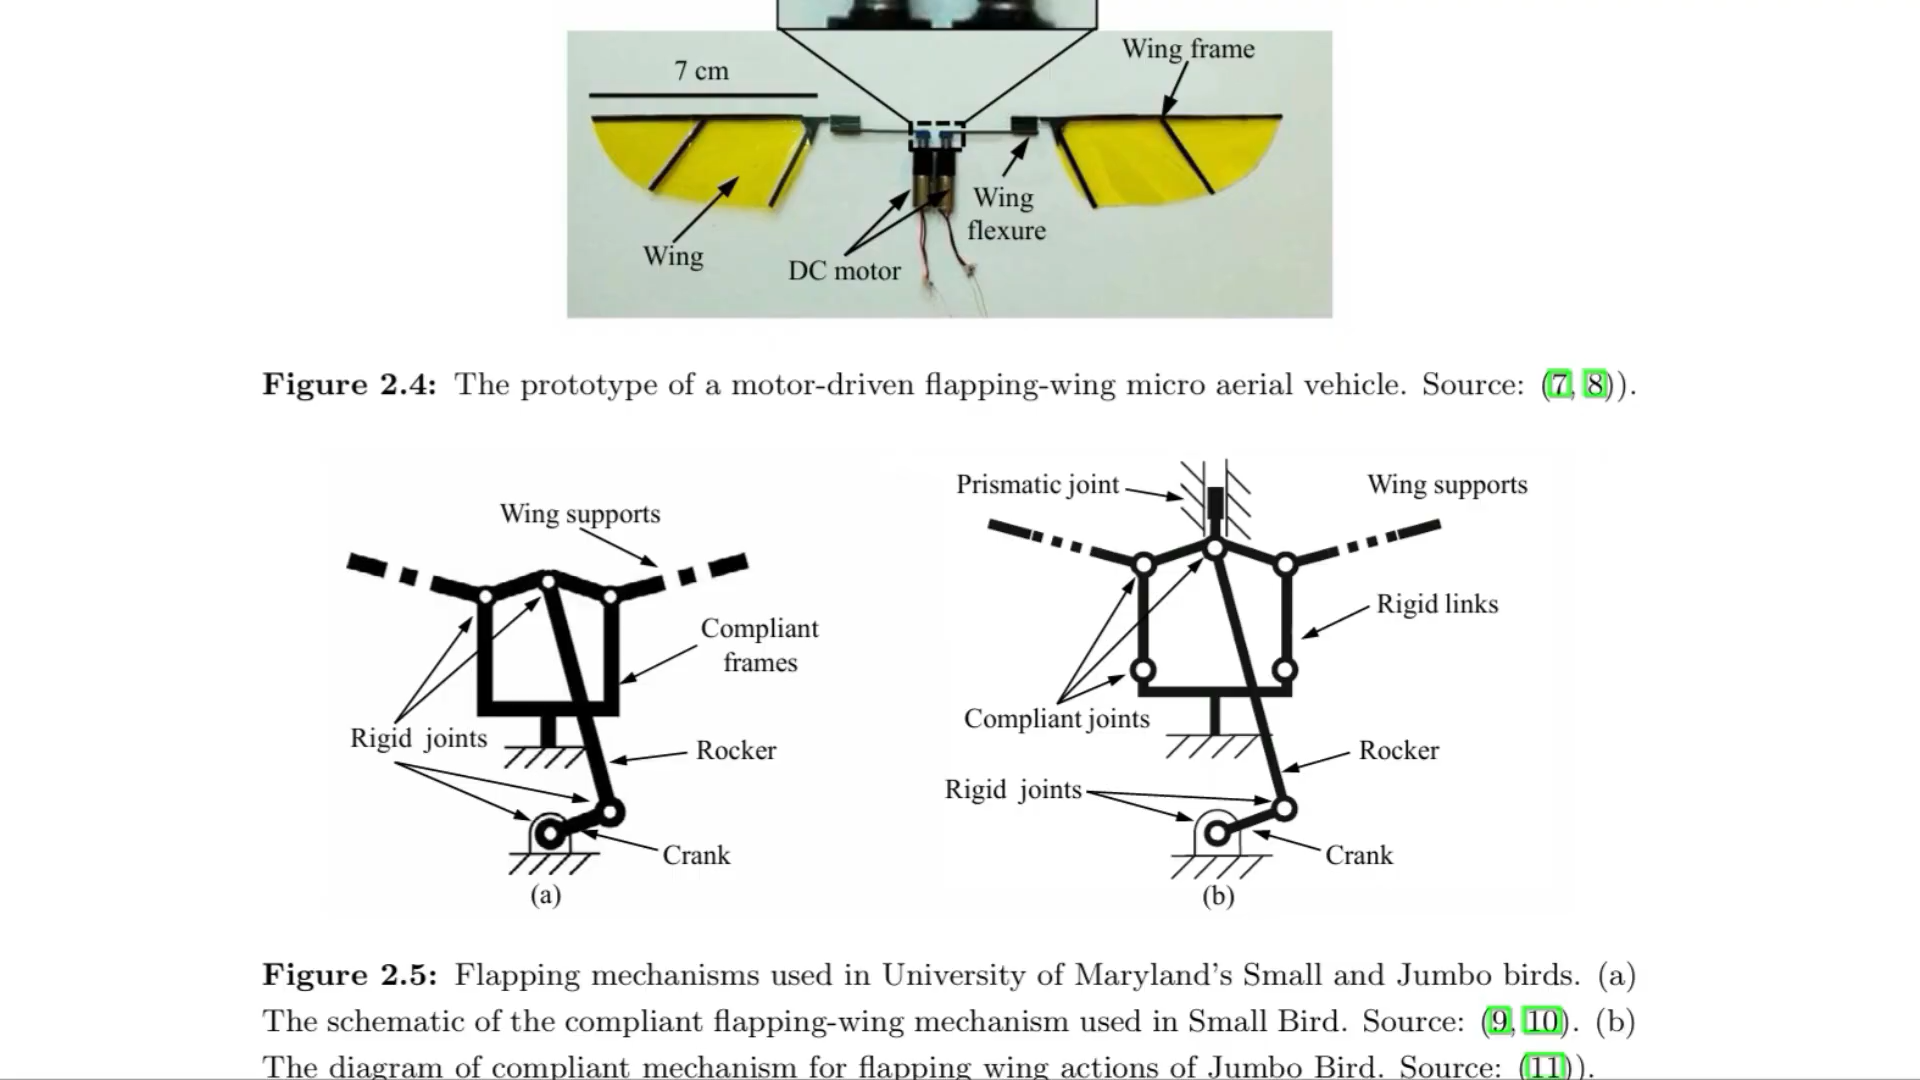 7 cm
Wing frame
Wing
DC motor
Wing
flexure
Figure 2.4: The prototype of a motor-driven flapping-wing micro aerial vehicle. Source: (7, 8)).
Wing supports
Compliant
frames
Rigid joints
Rocker
Crank
(a)
Prismatic joint
Wing supports
Rigid links
Compliant joints
Rocker
Rigid joints
Crank
(b)
Figure 2.5: Flapping mechanisms used in University of Maryland's Small and Jumbo birds. (a)
The schematic of the compliant flapping-wing mechanism used in Small Bird. Source: (9, 10). (b)
The diagram of compliant mechanism for flapping wing actions of Jumbo Bird. Source: (11)).